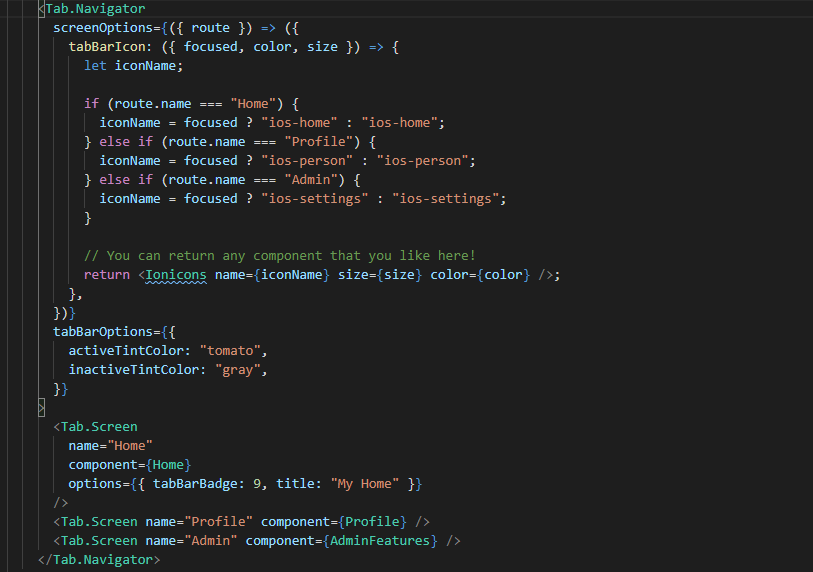 <Tab.Navigator
screenOptions={({ route }) => ({
tabBarIcon: ({ focused, color, size }) => {
let iconName;
if (route.name === "Home") {
iconName = focused ? "ios-home" : "ios-home";
} else if (route.name === "Profile") {
iconName = focused ? "ios-person" : "ios-person";
} else if (route.name === "Admin") {
iconName = focused ? "ios-settings" : "ios-settings";
}
// You can return any component that you like here!
return <Ionicons name={iconName} size={size} color={color} />;
},
})}
tabBarOptions={{
activeTintColor: "tomato",
inactiveTintColor: "gray",
}}
>
<Tab.Screen
name="Home"
component={Home}
options={{ tabBarBadge: 9, title: "My Home" }}
/>
<Tab.Screen name="Profile" component={Profile} />
<Tab.Screen name="Admin" component={AdminFeatures} />
</Tab.Navigator>